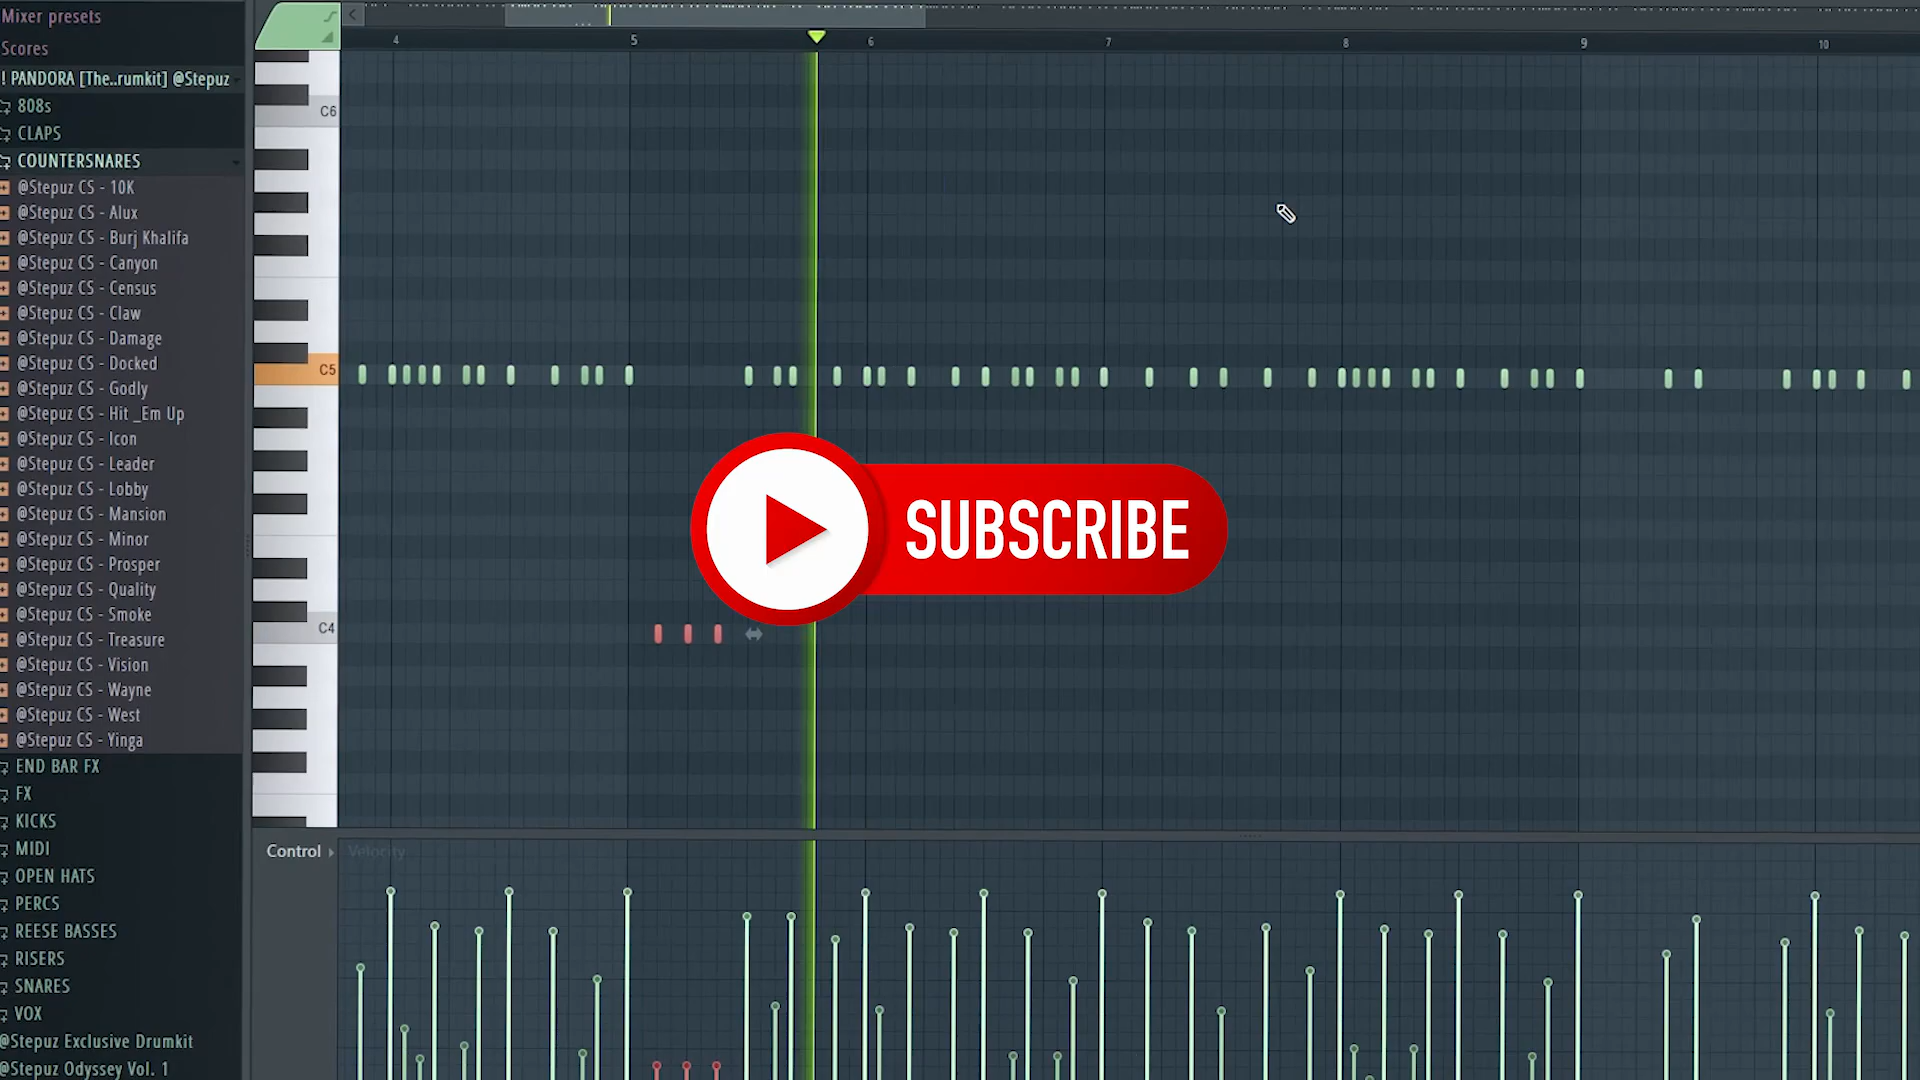 Mixer presets
Scores
! PANDORA [The..rumkit] @Stepuz
808s
CLAPS
COUNTERSNARES
@Stepuz CS - 10K
@Stepuz CS - Alux
@Stepuz CS - Burj Khalifa
@Stepuz CS - Canyon
@Stepuz CS - Census
@Stepuz CS - Claw
@Stepuz CS - Damage
@Stepuz CS - Docked
@Stepuz CS - Godly
@Stepuz CS - Hit _Em Up
@Stepuz CS - Icon
@Stepuz CS - Leader
@Stepuz CS - Lobby
@Stepuz CS - Mansion
@Stepuz CS - Minor
@Stepuz CS - Prosper
@Stepuz CS - Quality
@Stepuz CS - Smoke
@Stepuz CS - Treasure
@Stepuz CS - Vision
@Stepuz CS - Wayne
@Stepuz CS - West
@Stepuz CS - Yinga
END BAR FX
FX
KICKS
MIDI
OPEN HATS
PERCS
REESE BASSES
RISERS
SNARES
VOX
@Stepuz Exclusive Drumkit
@Stepuz Odyssey Vol. 1
4 5 6 7 8 9 10
C6
C5
C4
SUBSCRIBE
Control Velocity